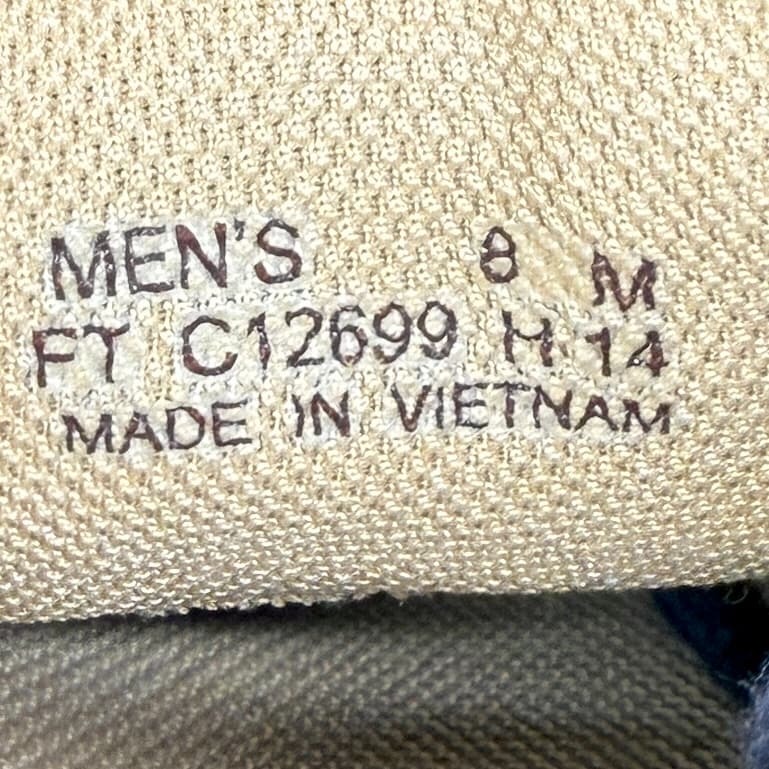 MEN'S 8 M
FT C12699 H 14
MADE IN VIETNAM